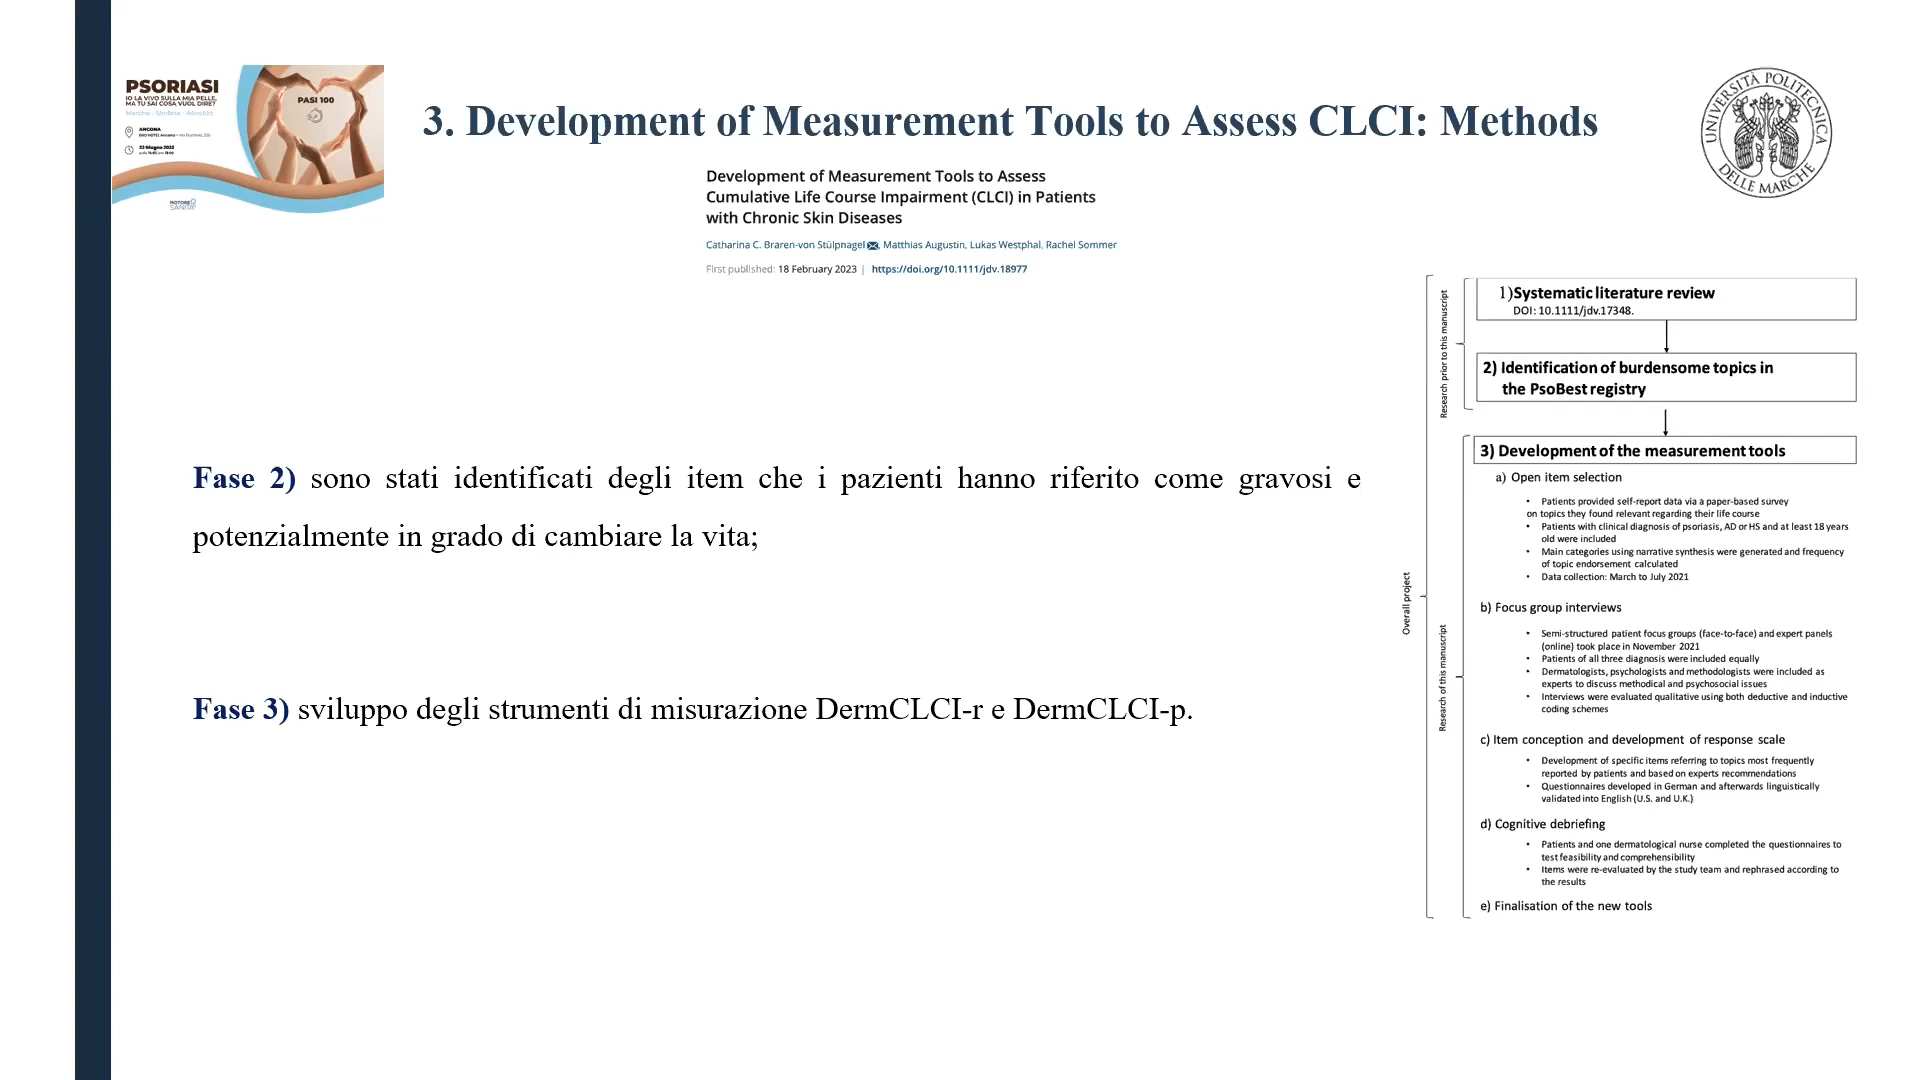 PSORIASI
IO LA VIVO SULLA MIA PELLE,
MA TU SAI COSA VUOL DIRE?
Marche - Umbria - Abruzzo
ANCONA
22 Giugno 2023
MOTORE
SANITÀ
PASI 100
3. Development of Measurement Tools to Assess CLCI: Methods
UNIVERSITÀ POLITECNICA
DELLE MARCHE
Development of Measurement Tools to Assess
Cumulative Life Course Impairment (CLCI) in Patients
with Chronic Skin Diseases
Catharina C. Braren-von Stülpnagel, Matthias Augustin, Lukas Westphal, Rachel Sommer
First published: 18 February 2023 | https://doi.org/10.1111/jdv.18977
Fase 2) sono stati identificati degli item che i pazienti hanno riferito come gravosi e
potenzialmente in grado di cambiare la vita;
Fase 3) sviluppo degli strumenti di misurazione DermCLCI-r e DermCLCI-p.
Overall project
Research prior to this manuscript
1)Systematic literature review
DOI: 10.1111/jdv.17348.
2) Identification of burdensome topics in
the PsoBest registry
Research of this manuscript
3) Development of the measurement tools
a) Open item selection
• Patients provided self-report data via a paper-based survey
on topics they found relevant regarding their life course
• Patients with clinical diagnosis of psoriasis, AD or HS and at least 18 years
old were included
• Main categories using narrative synthesis were generated and frequency
of topic endorsement calculated
• Data collection: March to July 2021
b) Focus group interviews
• Semi-structured patient focus groups (face-to-face) and expert panels
(online) took place in November 2021
• Patients of all three diagnosis were included equally
• Dermatologists, psychologists and methodologists were included as
experts to discuss methodical and psychosocial issues
• Interviews were evaluated qualitative using both deductive and inductive
coding schemes
c) Item conception and development of response scale
• Development of specific items referring to topics most frequently
reported by patients and based on experts recommendations
• Questionnaires developed in German and afterwards linguistically
validated into English (U.S. and U.K.)
d) Cognitive debriefing
• Patients and one dermatological nurse completed the questionnaires to
test feasibility and comprehensibility
• Items were re-evaluated by the study team and rephrased according to
the results
e) Finalisation of the new tools